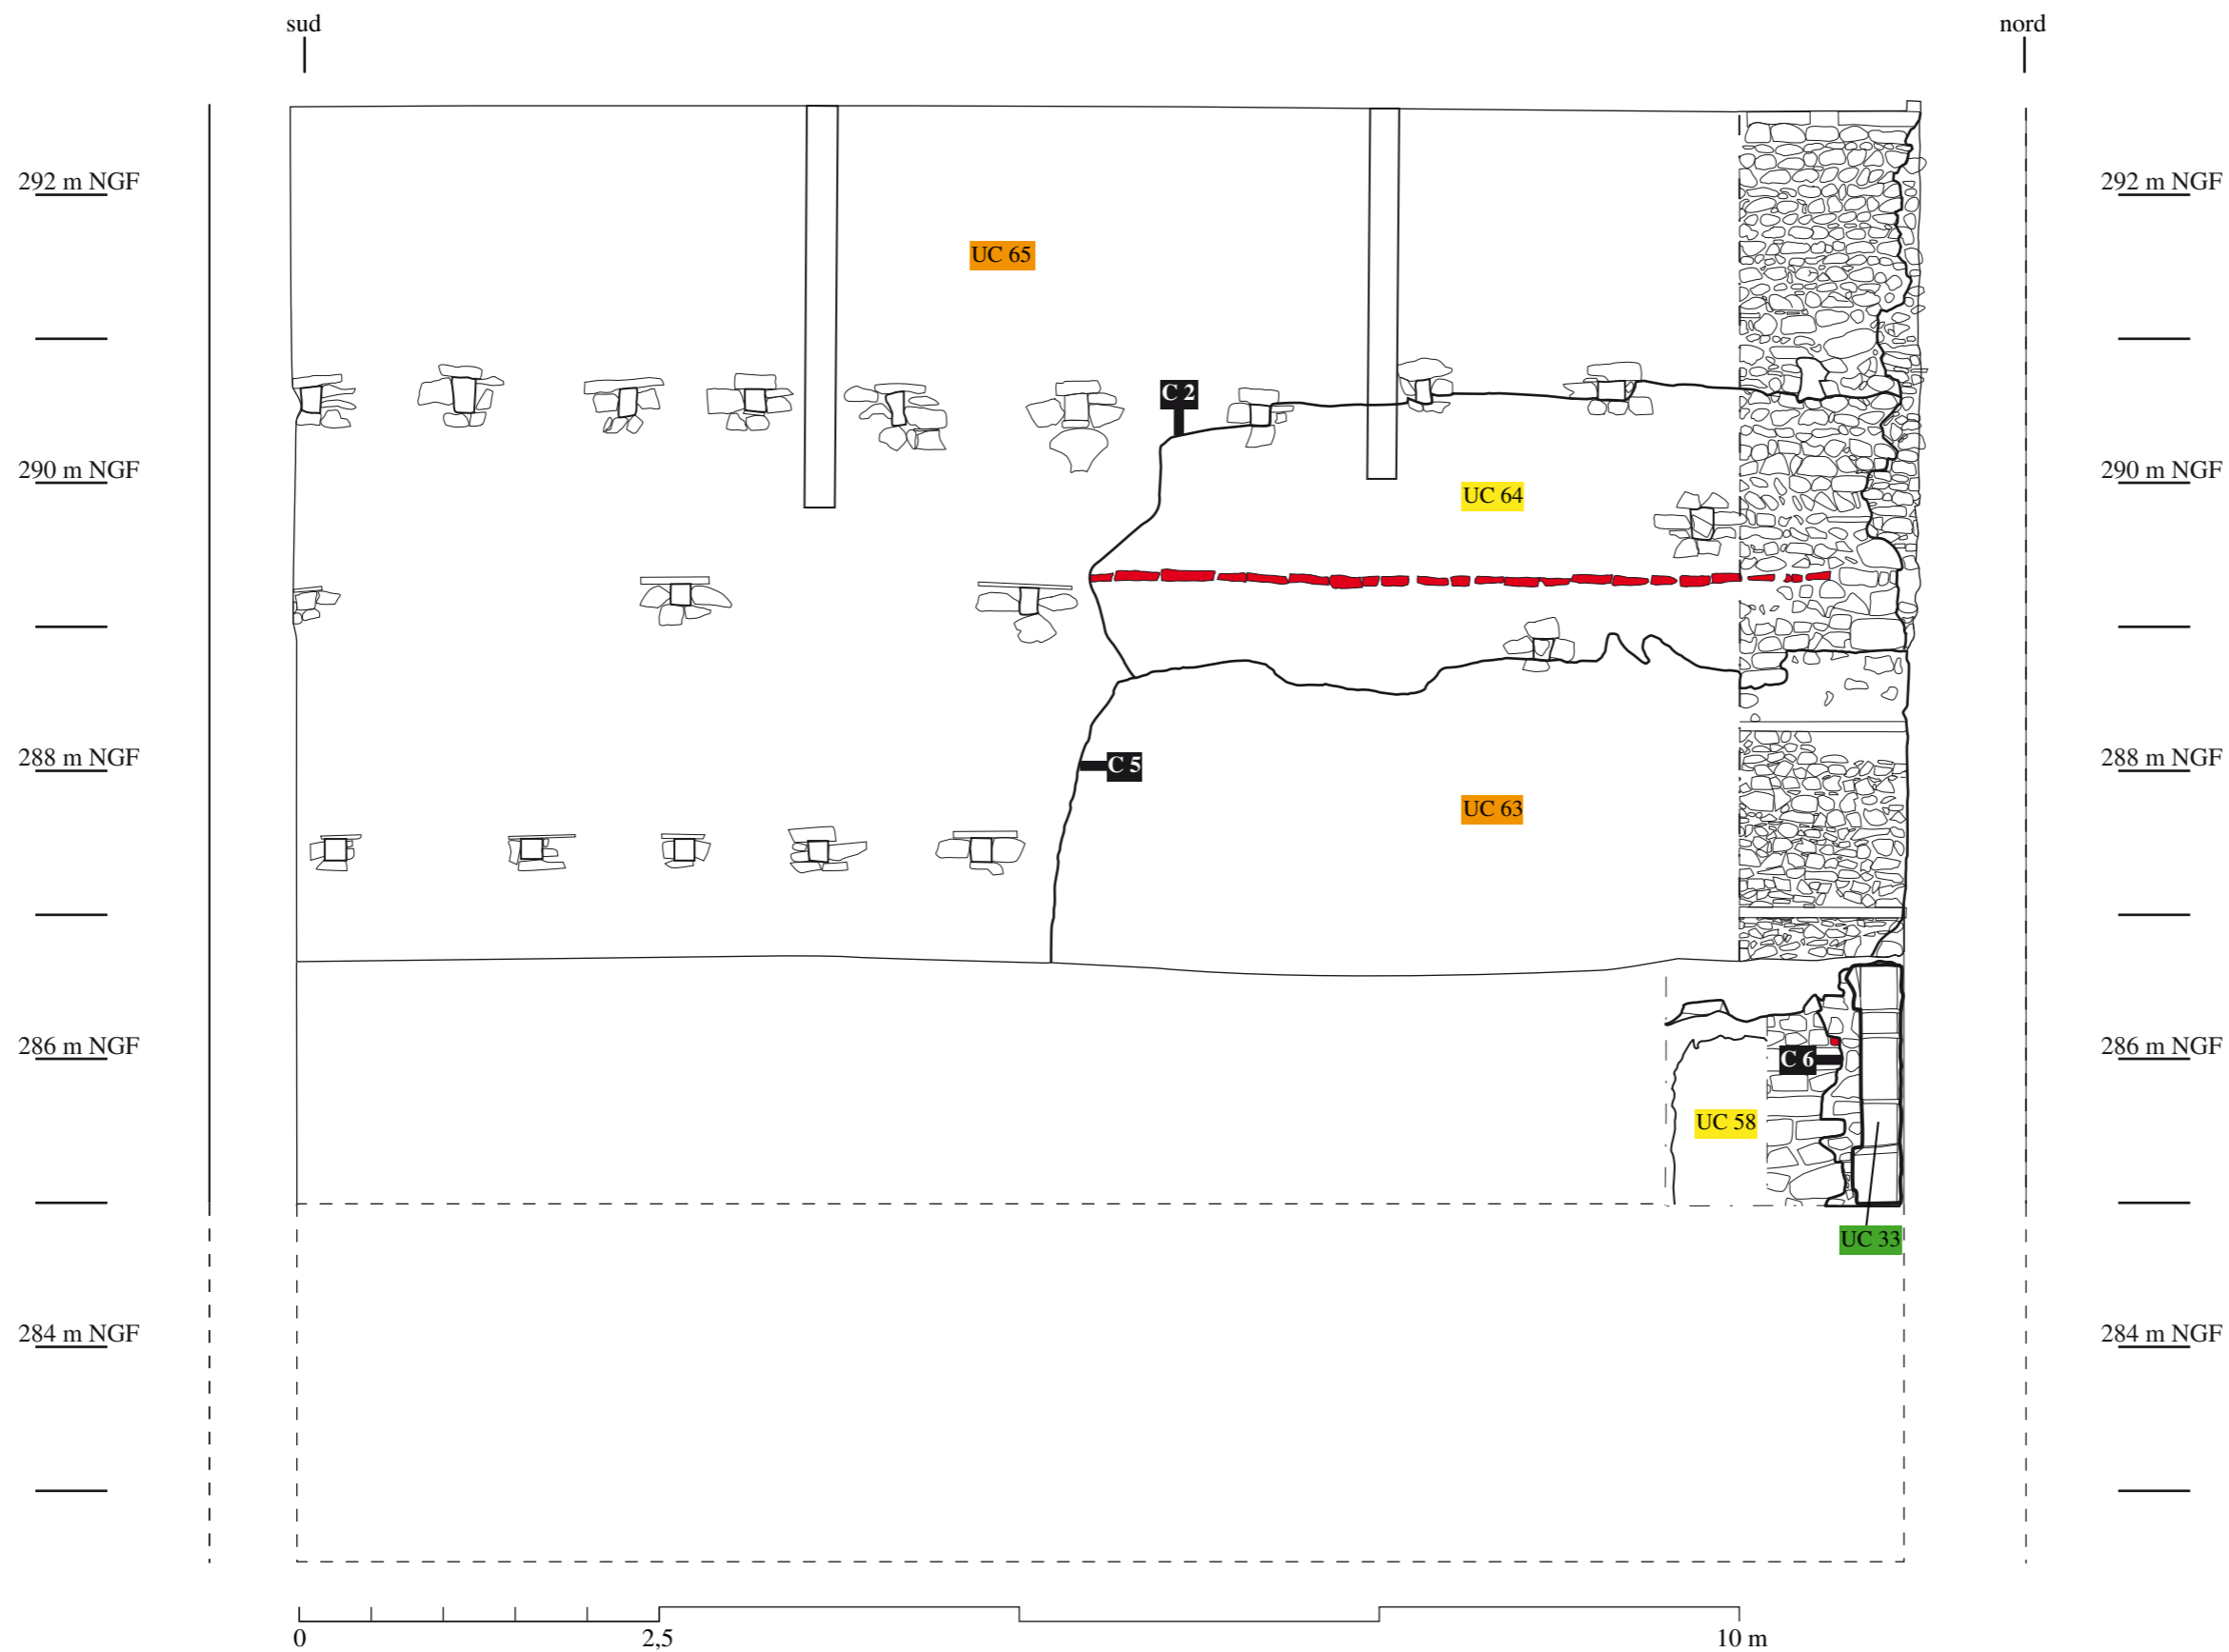 sud
nord
292 m NGF
292 m NGF
UC 65
C 2
290 m NGF
UC 64
290 m NGF
288 m NGF
C 5
288 m NGF
UC 63
286 m NGF
C 6
286 m NGF
UC 58
UC 33
284 m NGF
284 m NGF
0
2,5
10 m